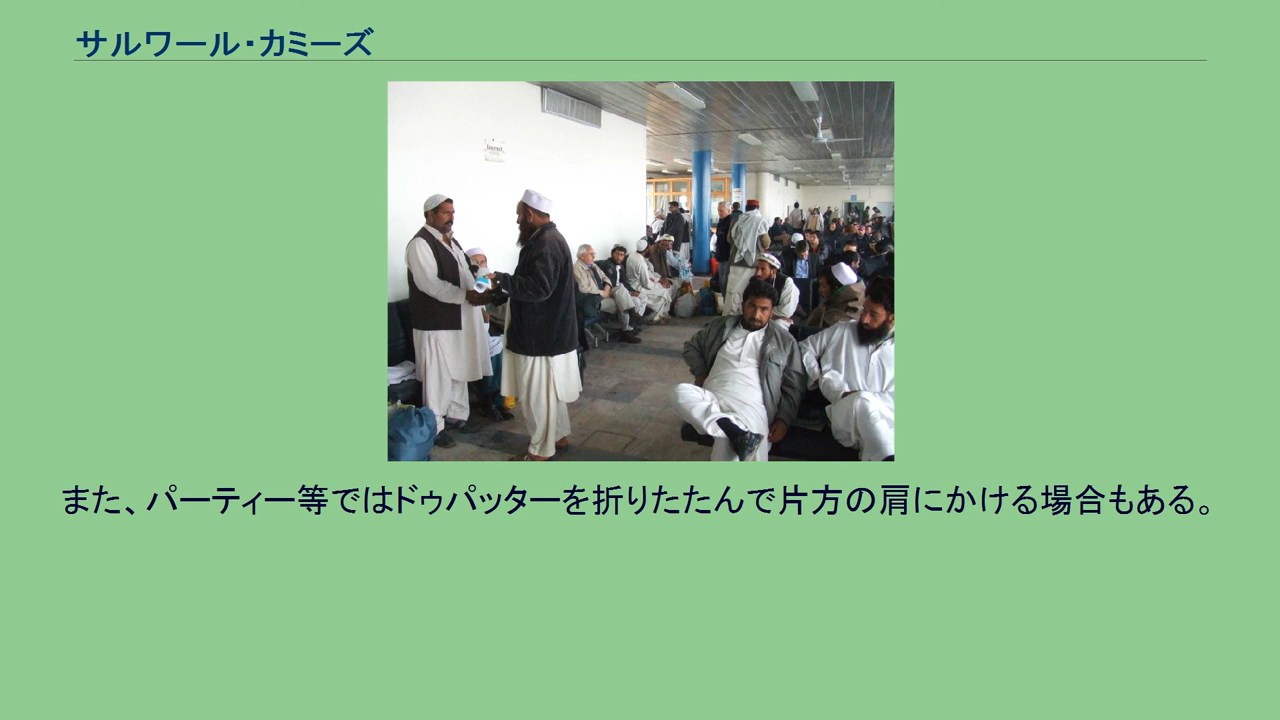 サルワール・カミーズ
Internet
また、パーティー等ではドゥパッターを折りたたんで片方の肩にかける場合もある。